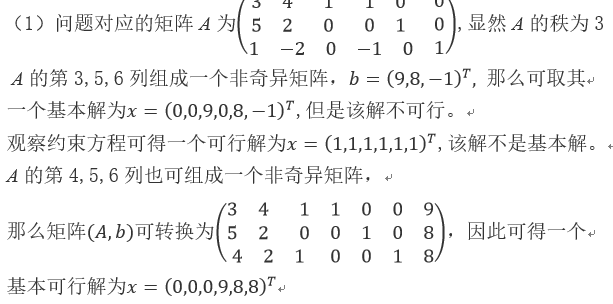 3 4 1 1 0 0
(1)问题对应的矩阵A为(5 2 0 0 1 0),显然A的秩为3
1 −2 0 −1 0 1
A的第3,5,6列组成一个非奇异矩阵,b = (9,8,−1)ᵀ, 那么可取其
一个基本解为x = (0,0,9,0,8,−1)ᵀ,但是该解不可行。
观察约束方程可得一个可行解为x = (1,1,1,1,1,1)ᵀ,该解不是基本解。
A的第4,5,6列也可组成一个非奇异矩阵,
3 4 1 1 0 0 9
那么矩阵(A,b)可转换为(5 2 0 0 1 0 8),因此可得一个
4 2 1 0 0 1 8
基本可行解为x = (0,0,0,9,8,8)ᵀ